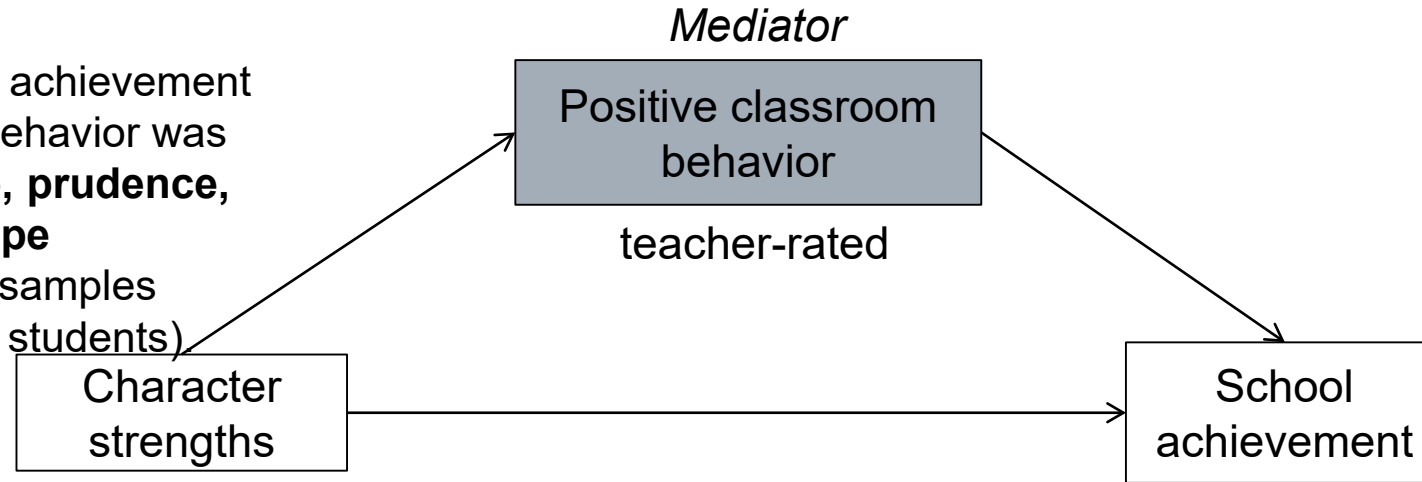 Mediator
achievement
ehavior was
, prudence,
pe
samples
students).
Positive classroom
behavior
teacher-rated
Character
strengths
School
achievement